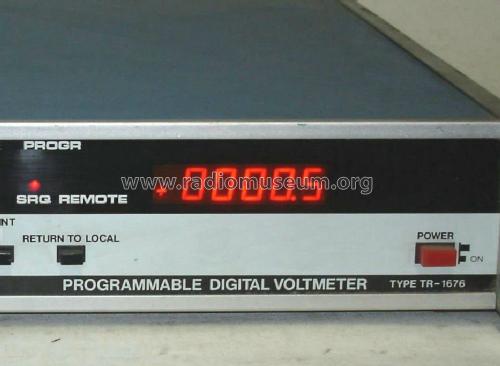 PROGR
SRQ REMOTE
+0000.5
www.radiomuseum.org
RETURN TO LOCAL
POWER
ON
PROGRAMMABLE DIGITAL VOLTMETER TYPE TR-1676